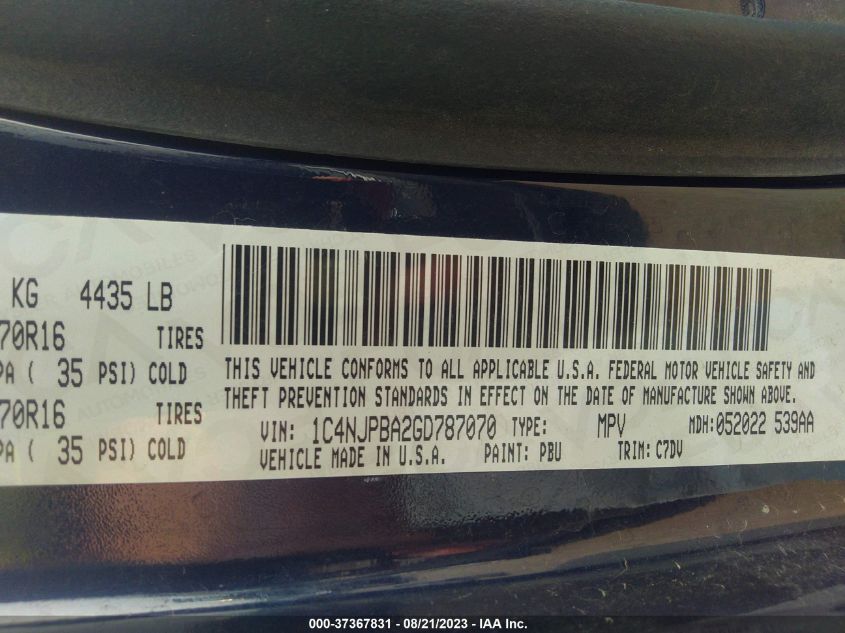 KG 4435 LB
70R16 TIRES
PA ( 35 PSI) COLD
70R16 TIRES
PA ( 35 PSI) COLD
THIS VEHICLE CONFORMS TO ALL APPLICABLE U.S.A. FEDERAL MOTOR VEHICLE SAFETY AND
THEFT PREVENTION STANDARDS IN EFFECT ON THE DATE OF MANUFACTURE SHOWN ABOVE.
VIN: 1C4NJPBA2GD787070 TYPE: MPV MDH:052022 539AA
VEHICLE MADE IN U.S.A. PAINT: PBU TRIM: C7DV
000-37367831 - 08/21/2023 - IAA Inc.